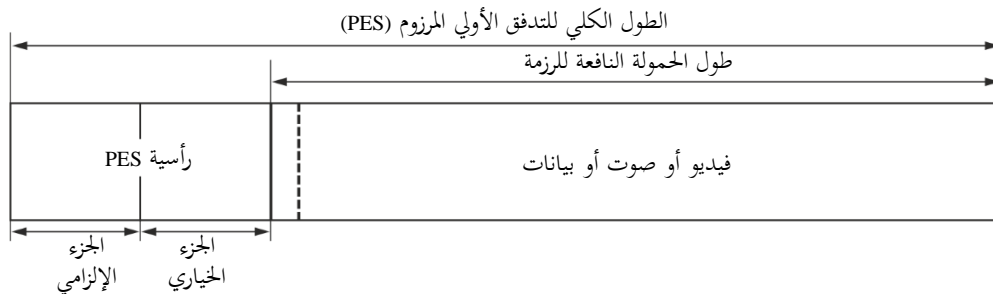 الطول الكلي للتدفق الأولي المرزوم (PES)
طول الحمولة النافعة للرزمة
رأسية PES
فيديو أو صوت أو بيانات
الجزء
الإلزامي
الجزء
الخياري